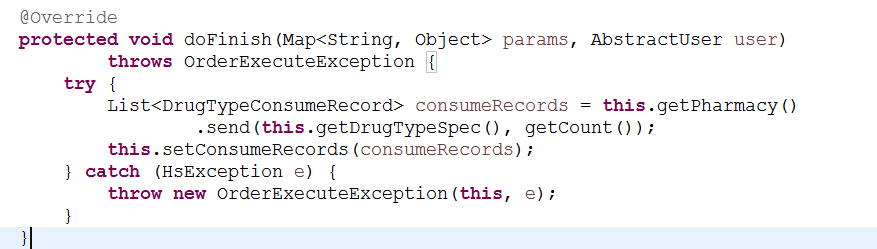 @Override
protected void doFinish(Map<String, Object> params, AbstractUser user)
        throws OrderExecuteException {
    try {
        List<DrugTypeConsumeRecord> consumeRecords = this.getPharmacy()
                .send(this.getDrugTypeSpec(), getCount());
        this.setConsumeRecords(consumeRecords);
    } catch (HsException e) {
        throw new OrderExecuteException(this, e);
    }
}